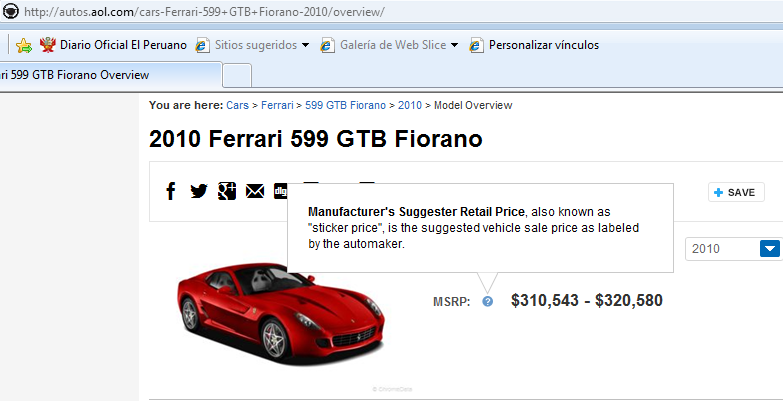 http://autos.aol.com/cars-Ferrari-599+GTB+Fiorano-2010/overview/
Diario Oficial El Peruano Sitios sugeridos Galería de Web Slice Personalizar vínculos
ri 599 GTB Fiorano Overview
You are here: Cars > Ferrari > 599 GTB Fiorano > 2010 > Model Overview
2010 Ferrari 599 GTB Fiorano
digg
SAVE
Manufacturer's Suggester Retail Price, also known as
"sticker price", is the suggested vehicle sale price as labeled
by the automaker.
2010
MSRP: ? $310,543 - $320,580
© ChromeData